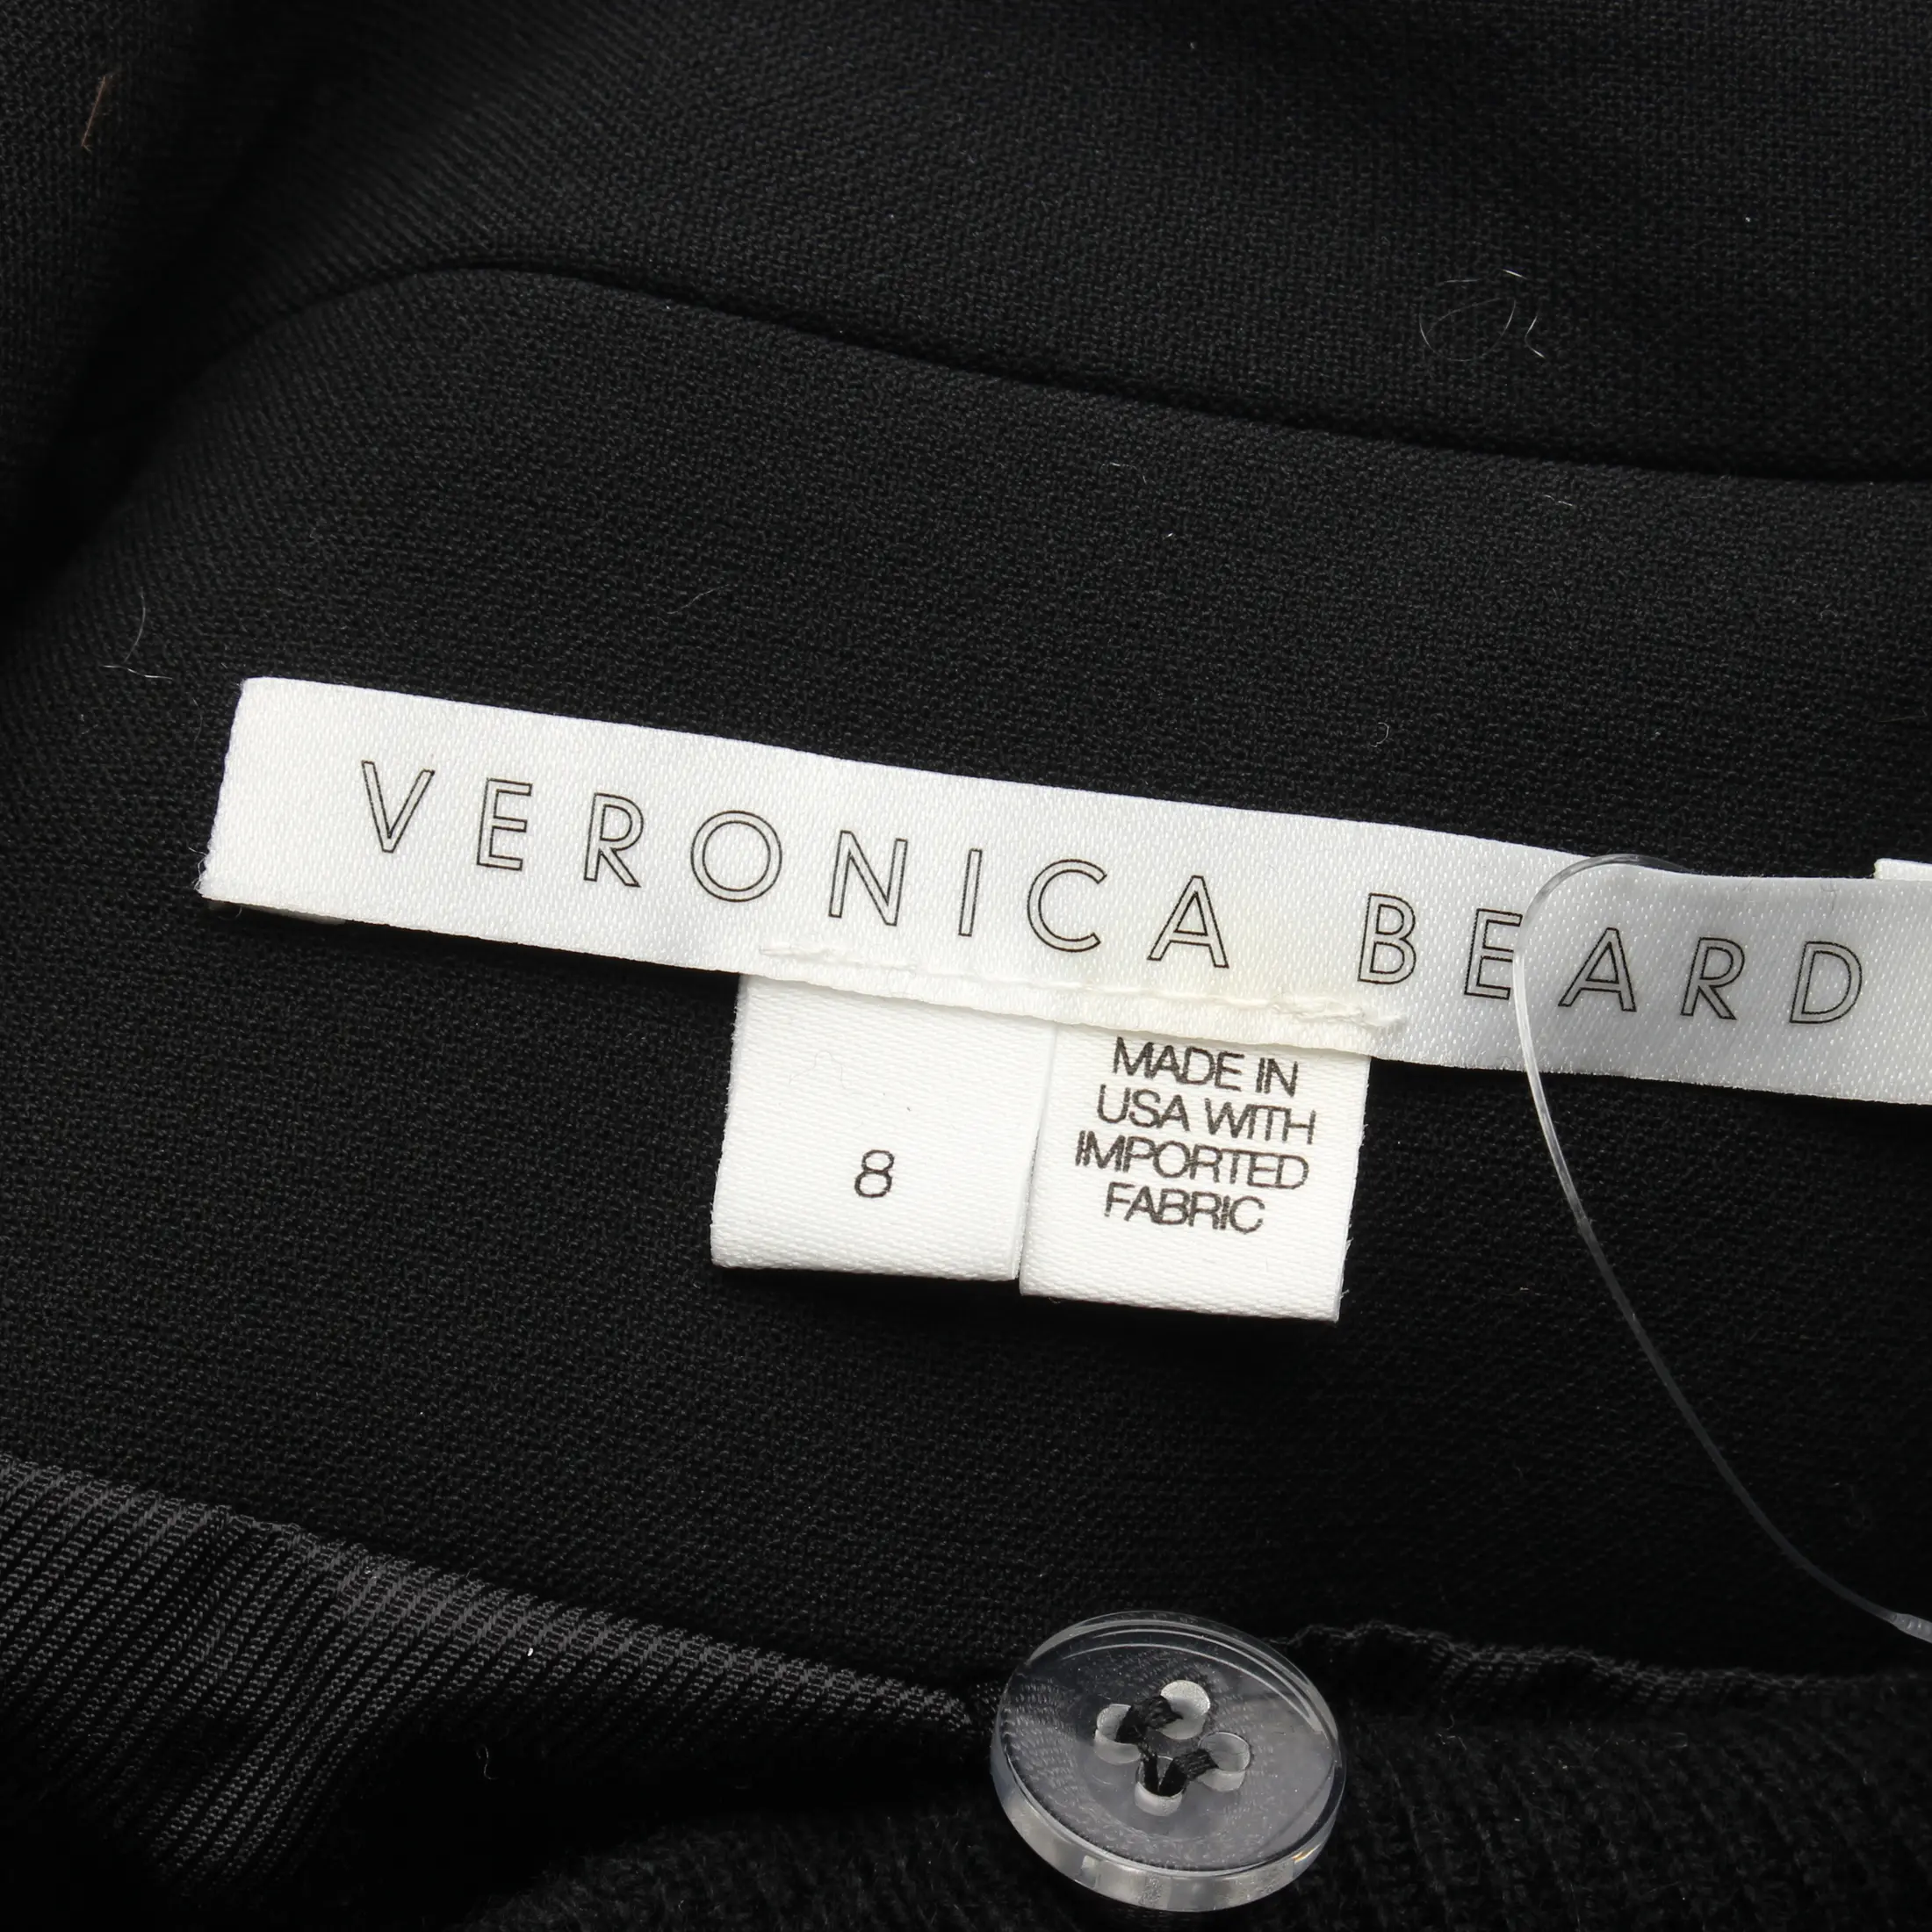 VERONICA BEARD
8
MADE IN
USA WITH
IMPORTED
FABRIC